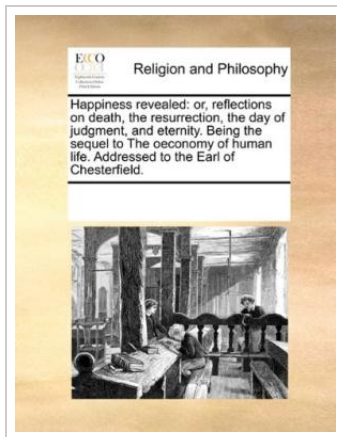 ECCO
Religion and Philosophy
Happiness revealed: or, reflections
on death, the resurrection, the day of
judgment, and eternity. Being the
sequel to The oeconomy of human
life. Addressed to the Earl of
Chesterfield.